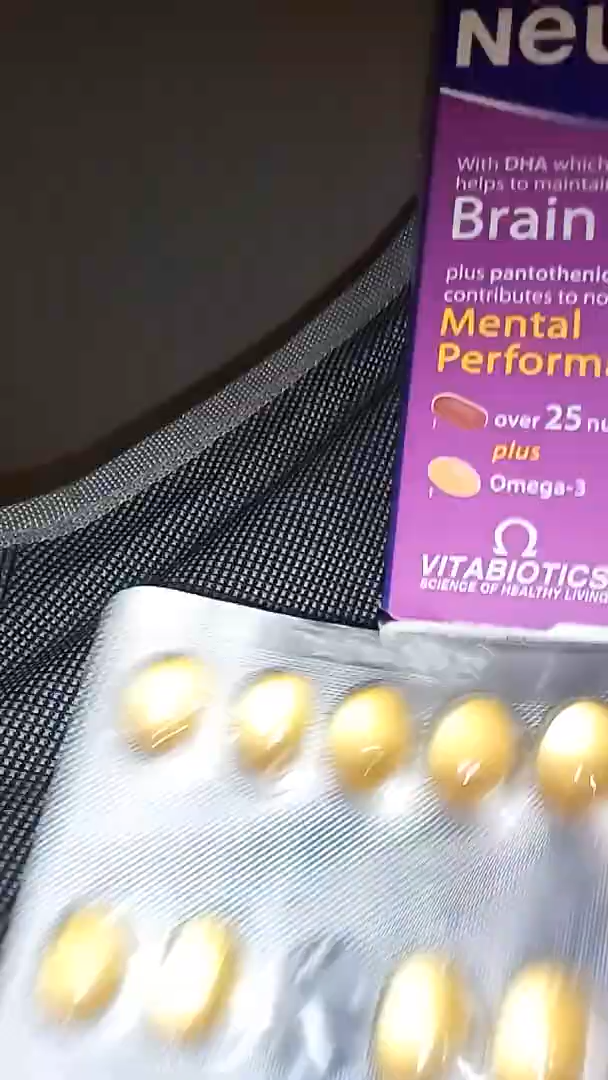 Neu
With DHA which
helps to maintai
Brain
plus pantothenic
contributes to no
Mental
Performa
over 25 nu
plus
Omega-3
VITABIOTICS
SCIENCE OF HEALTHY LIVING